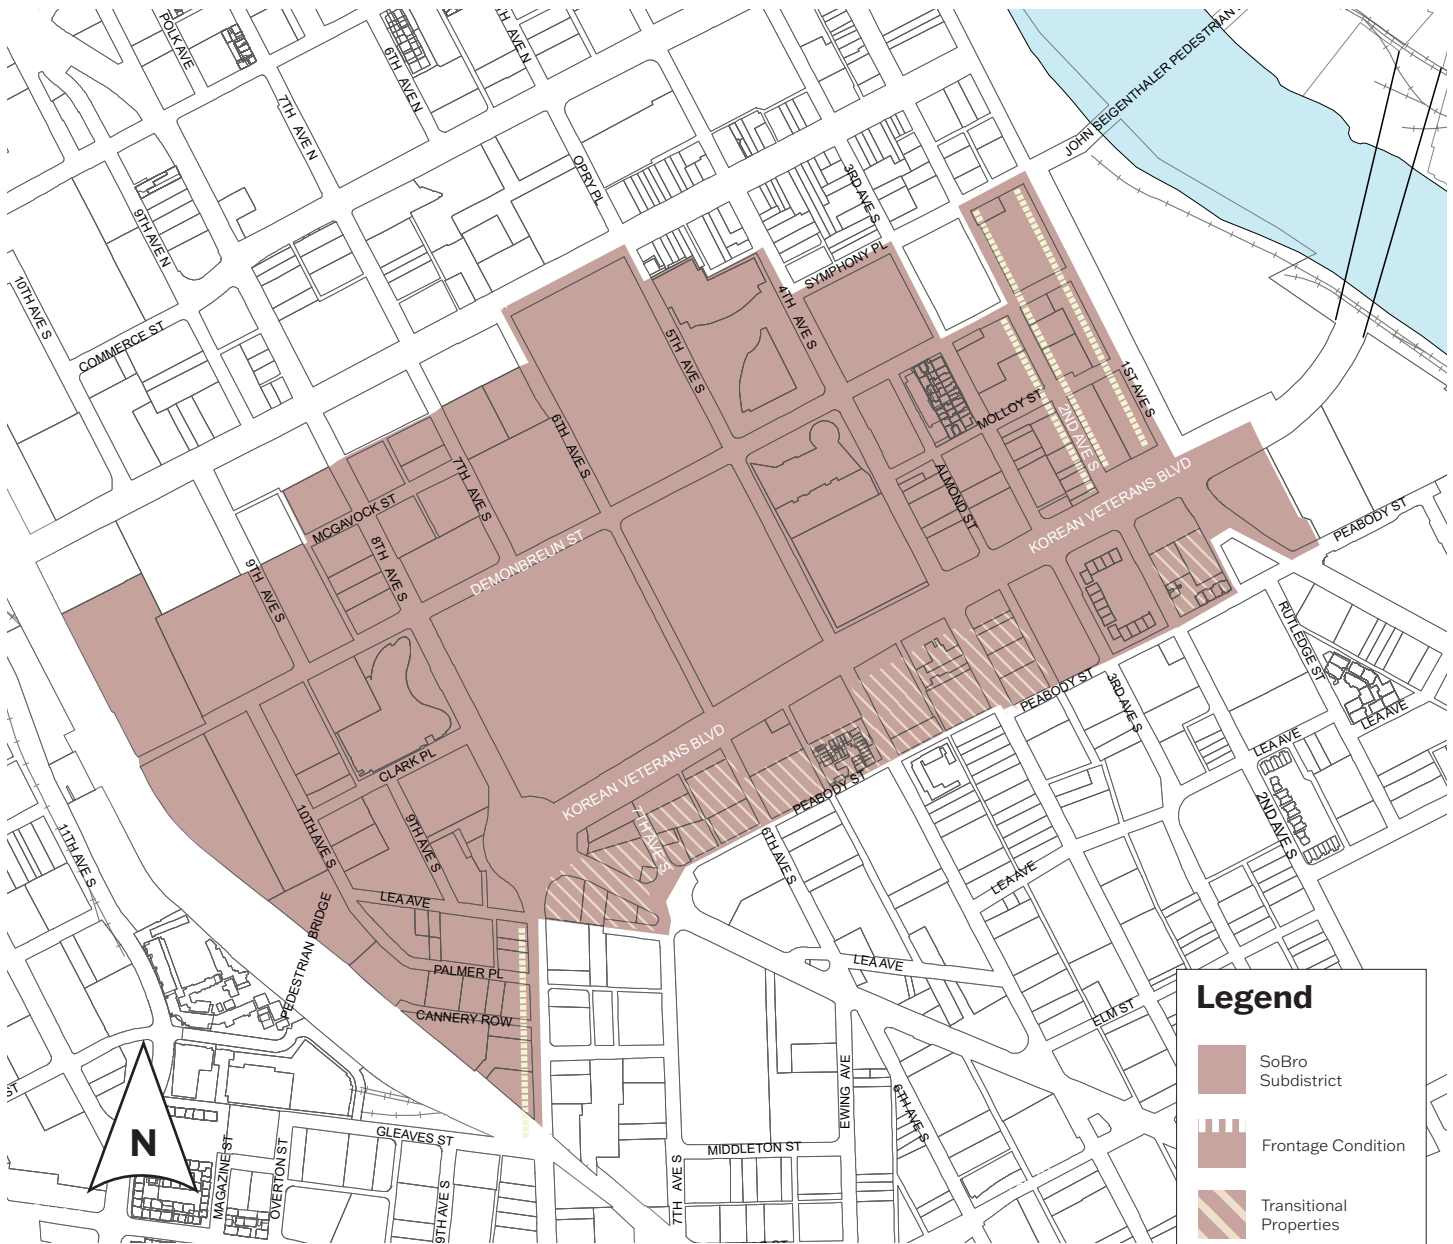 POLK AVE
6TH AVE N
7TH AVE N
JOHN SEIGENTHALER PEDESTRIAN
OPRY PL
3RD AVE S
9TH AVE N
SYMPHONY PL
10TH AVE S
4TH AVE S
COMMERCE ST
5TH AVE S
1ST AVE S
MOLLOY ST
2ND AVE S
6TH AVE S
7TH AVE S
ALMOND ST
KOREAN VETERANS BLVD
MCGAVOCK ST
PEABODY ST
8TH AVE S
DEMONBREUN ST
9TH AVE S
RUTLEDGE ST
PEABODY ST
3RD AVE S
LEA AVE
LEA AVE
CLARK PL
KOREAN VETERANS BLVD
PEABODY ST
2ND AVE S
10TH AVE S
9TH AVE S
7TH AVE S
11TH AVE S
6TH AVE S
LEA AVE
LEA AVE
PEDESTRIAN BRIDGE
PALMER PL
LEA AVE
CANNERY ROW
ELM ST
ST
EWING AVE
6TH AVE S
GLEAVES ST
MIDDLETON ST
MAGAZINE ST
OVERTON ST
9TH AVE S
7TH AVE S
N
Legend
SoBro
Subdistrict
Frontage Condition
Transitional
Properties